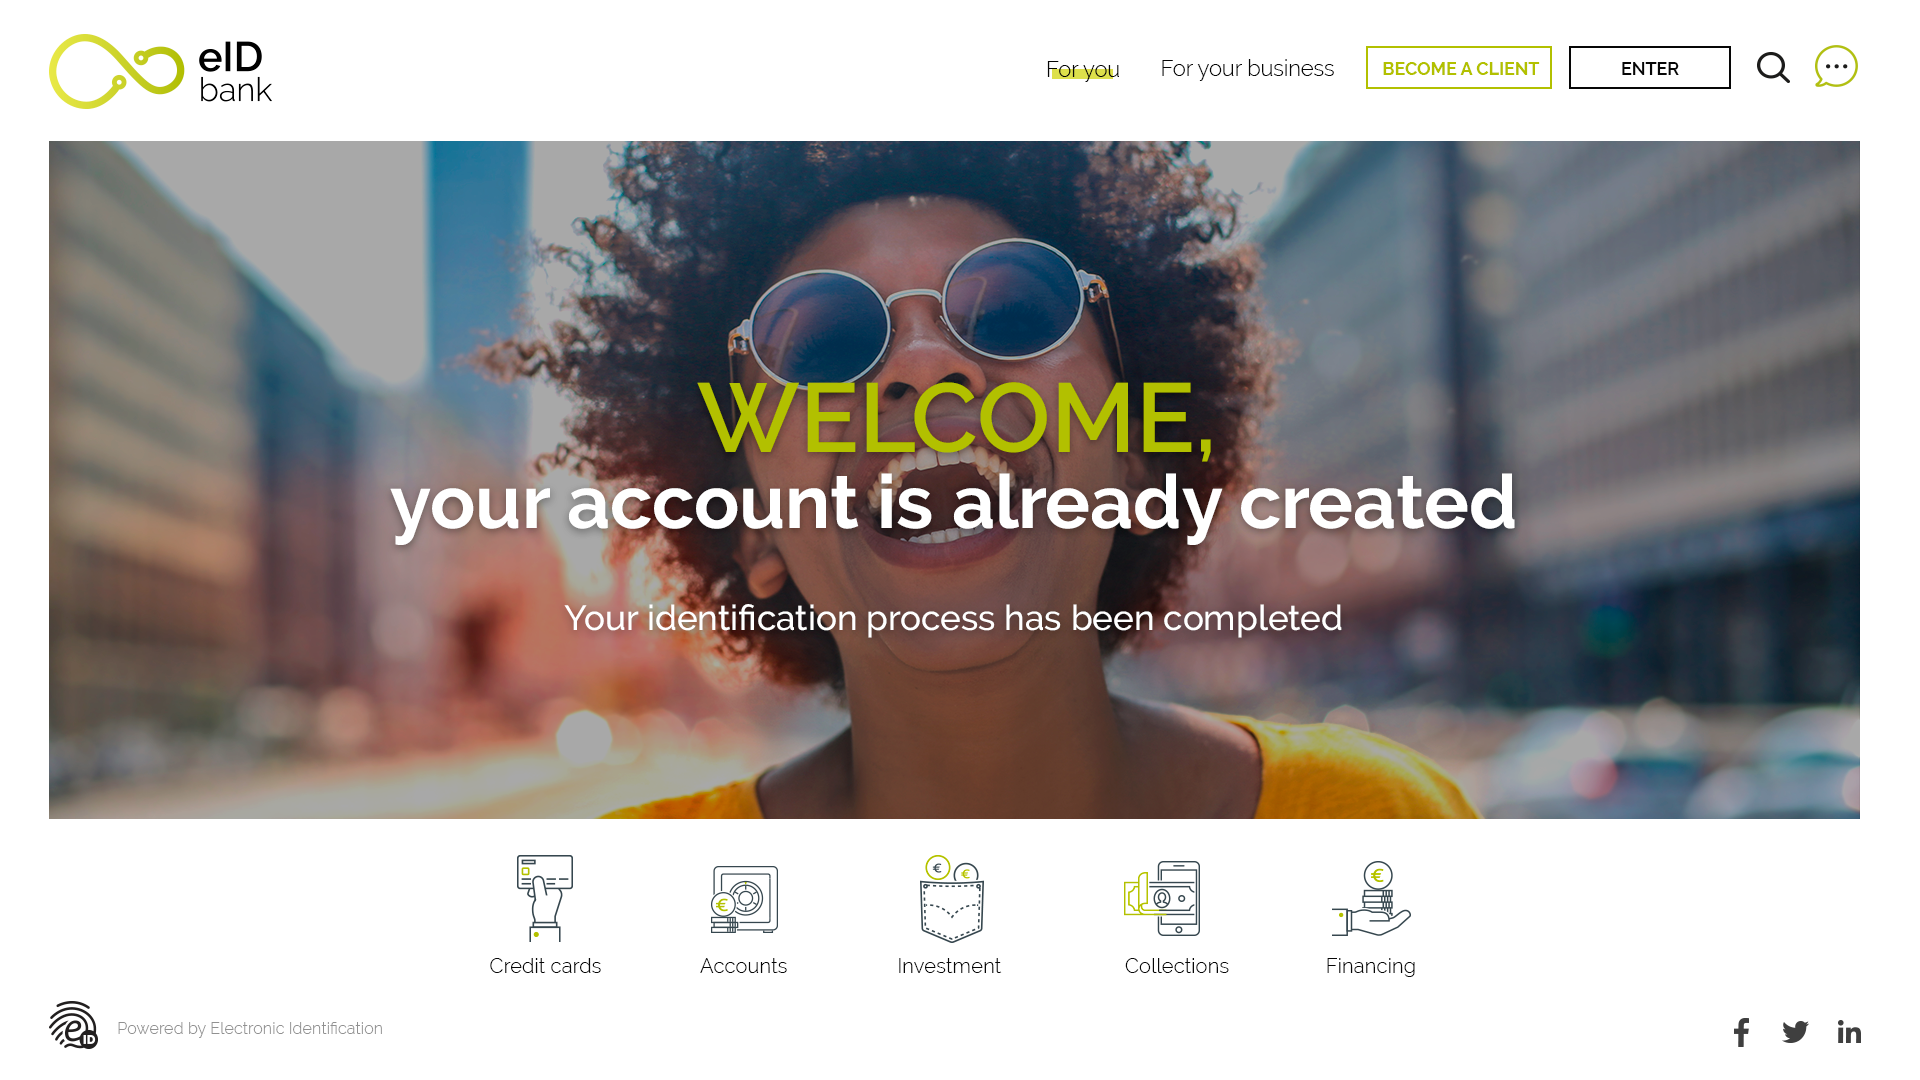 eID
bank
For you
For your business
BECOME A CLIENT
ENTER
WELCOME,
your account is already created
Your identification process has been completed
€
€
€
€
€
Credit cards
Accounts
Investment
Collections
Financing
e
ID
Powered by Electronic Identification
f
in